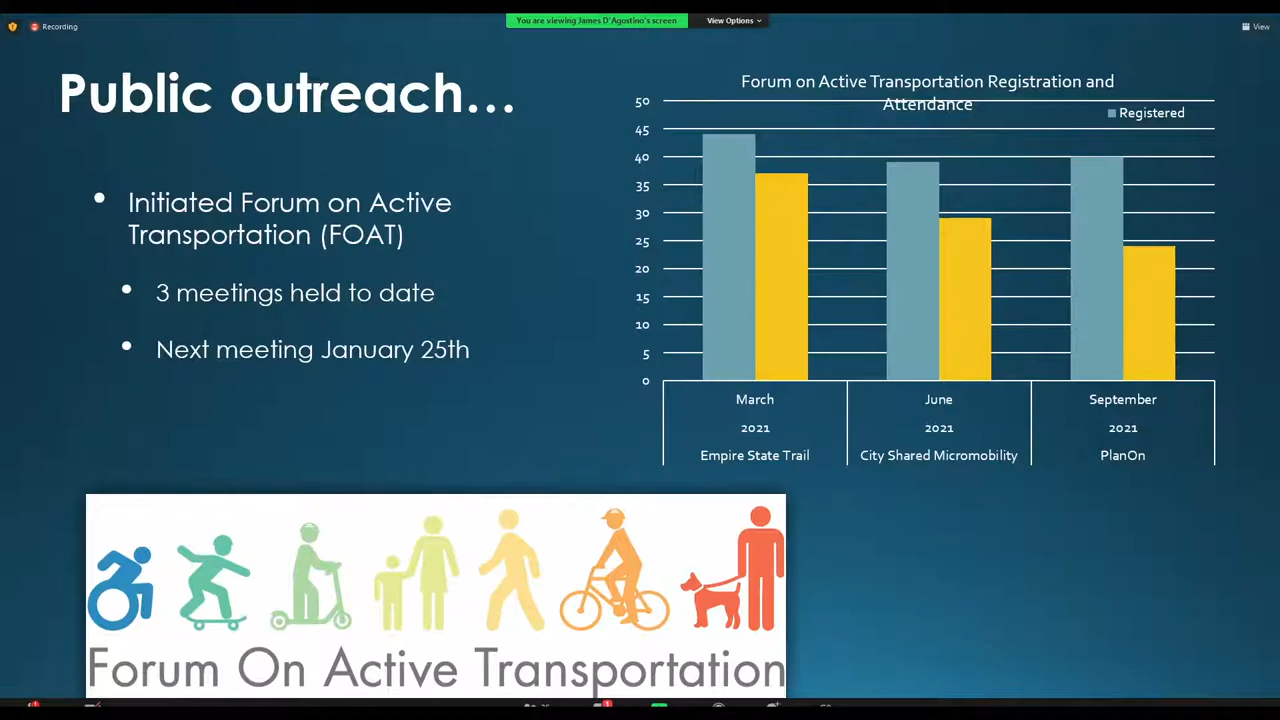 You are viewing James D'Agostino's screen
View Options
Recording
View
Public outreach...
Initiated Forum on Active
Transportation (FOAT)
3 meetings held to date
Next meeting January 25th
Forum on Active Transportation Registration and
Attendance
Registered
50
45
40
35
30
25
20
15
10
5
0
March
June
September
2021
2021
2021
Empire State Trail
City Shared Micromobility
PlanOn
Forum On Active Transportation